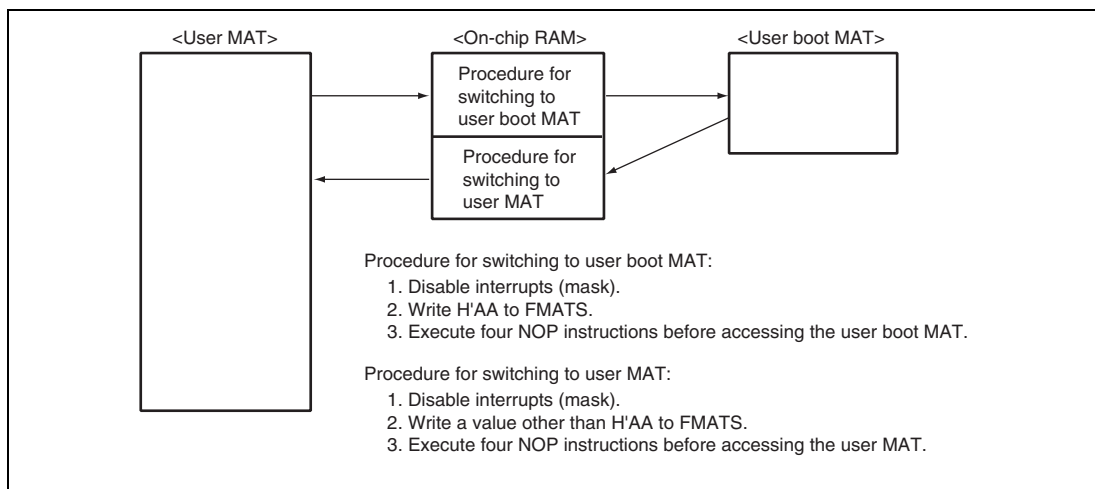 <User MAT>
<On-chip RAM>
<User boot MAT>
Procedure for
switching to
user boot MAT
Procedure for
switching to
user MAT
Procedure for switching to user boot MAT:
1. Disable interrupts (mask).
2. Write H'AA to FMATS.
3. Execute four NOP instructions before accessing the user boot MAT.
Procedure for switching to user MAT:
1. Disable interrupts (mask).
2. Write a value other than H'AA to FMATS.
3. Execute four NOP instructions before accessing the user MAT.